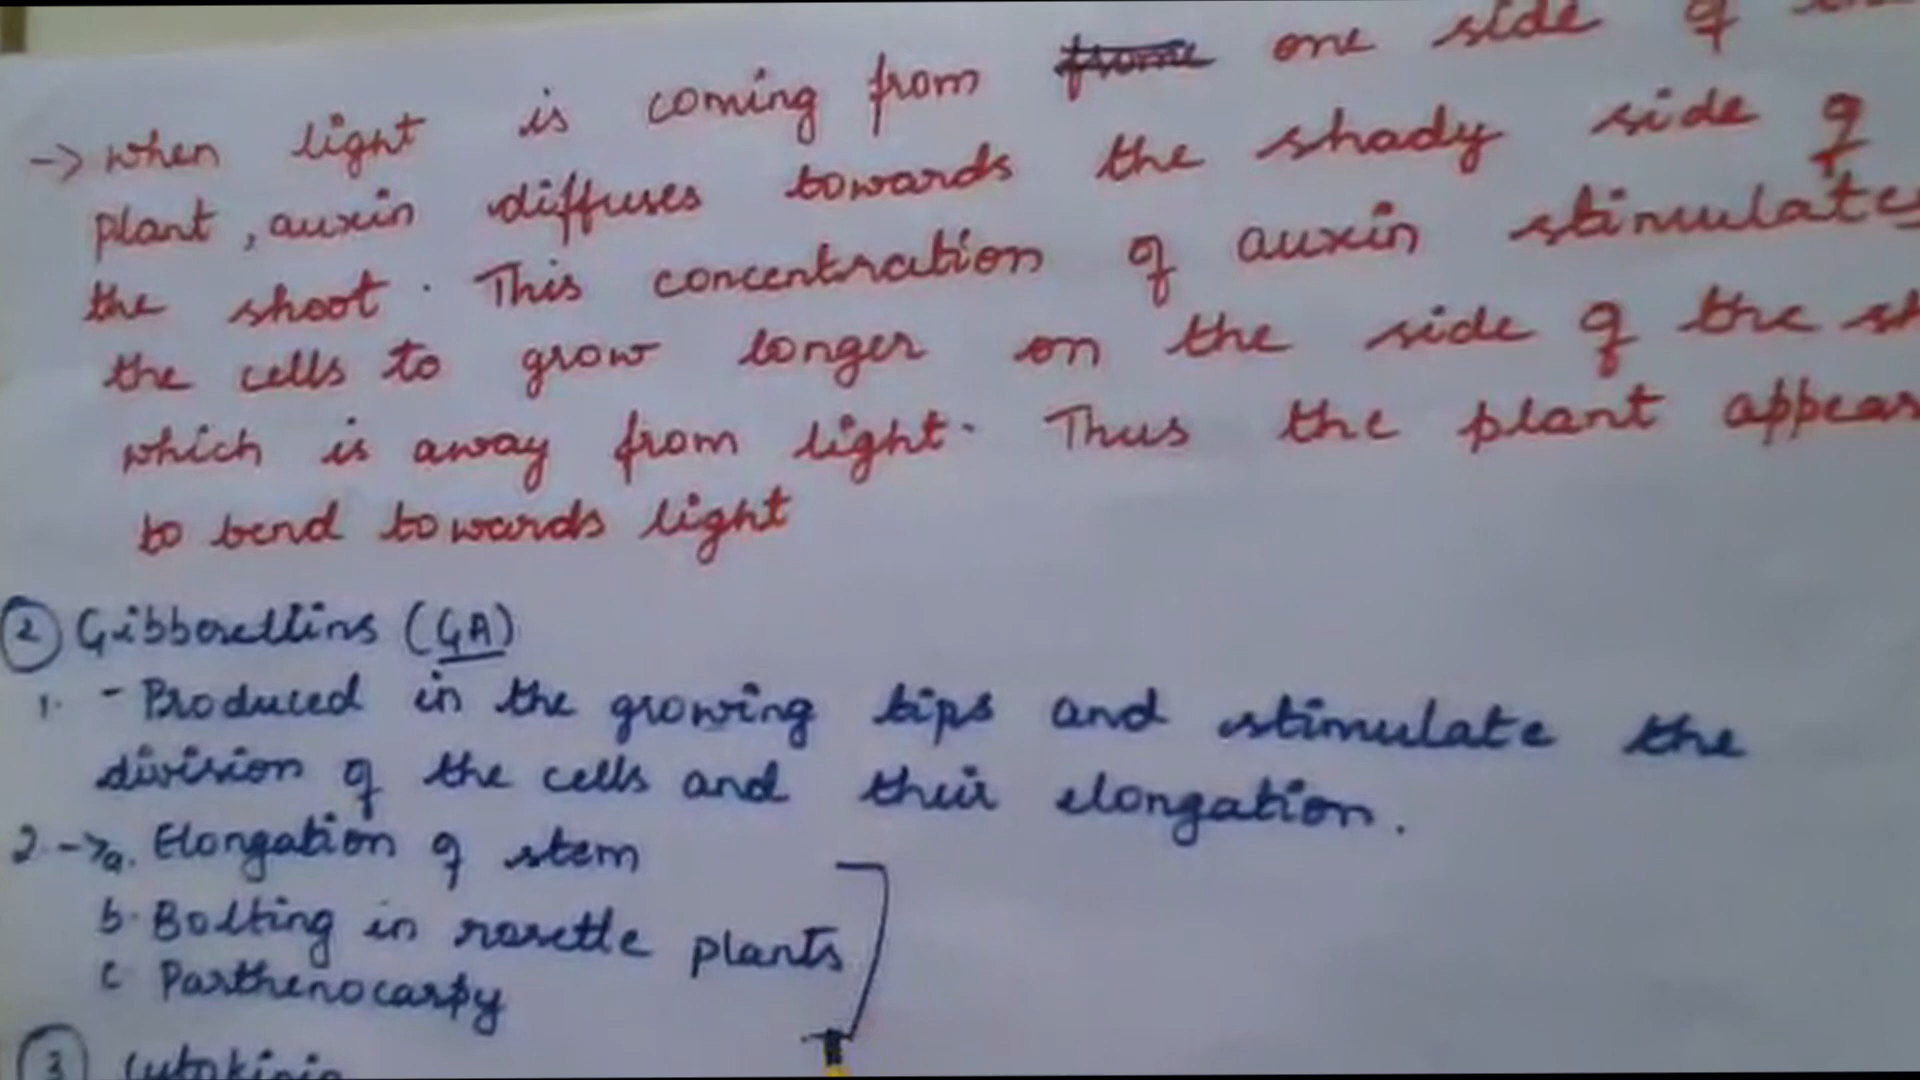 → when light is coming from from one side of
plant, auxin diffuses towards the shady side of
the shoot. This concentration of auxin stimulates
the cells to grow longer on the side of the
which is away from light. Thus the plant appear
to bend towards light
② Gibberellins (GA)
1. - Produced in the growing tips and stimulate the
division of the cells and their elongation.
2 → a. Elongation of stem
b. Bolting in rosette plants
c Parthenocarpy
③ Cytokinin